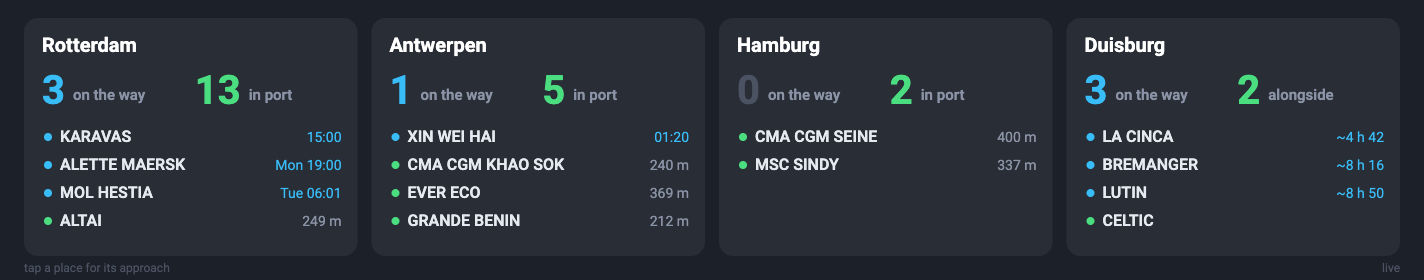 Rotterdam
3 on the way 13 in port
KARAVAS 15:00
ALETTE MAERSK Mon 19:00
MOL HESTIA Tue 06:01
ALTAI 249 m
Antwerpen
1 on the way 5 in port
XIN WEI HAI 01:20
CMA CGM KHAO SOK 240 m
EVER ECO 369 m
GRANDE BENIN 212 m
Hamburg
0 on the way 2 in port
CMA CGM SEINE 400 m
MSC SINDY 337 m
Duisburg
3 on the way 2 alongside
LA CINCA ~4 h 42
BREMANGER ~8 h 16
LUTIN ~8 h 50
CELTIC
tap a place for its approach
live